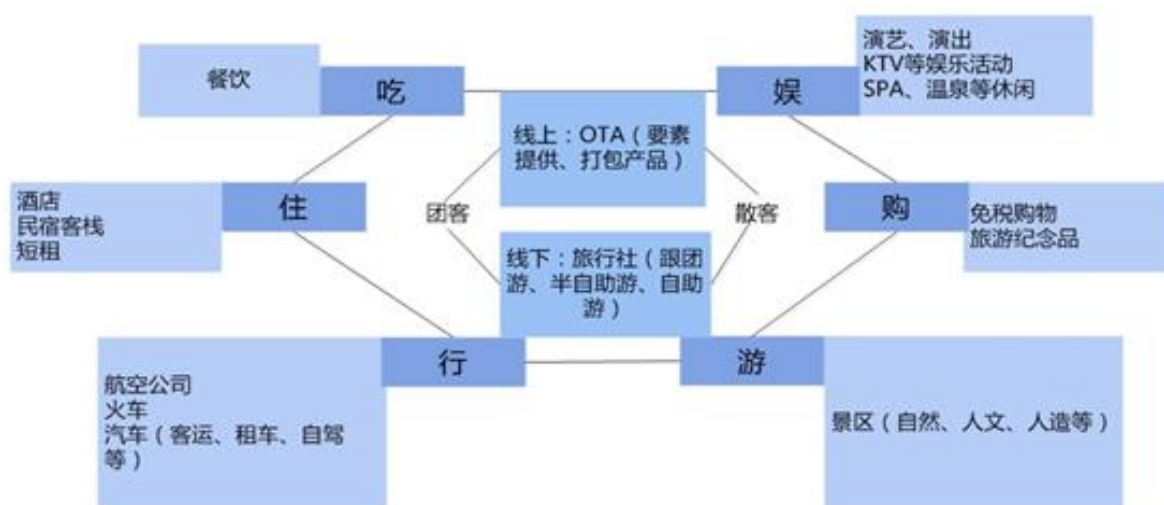 餐饮
吃
娱
演艺、演出
KTV等娱乐活动
SPA、温泉等休闲
线上：OTA（要素
提供、打包产品）
酒店
民宿客栈
短租
住
团客
散客
购
免税购物
旅游纪念品
线下：旅行社（跟团
游、半自助游、自助
游）
行
游
航空公司
火车
汽车（客运、租车、自驾
等）
景区（自然、人文、人造等）